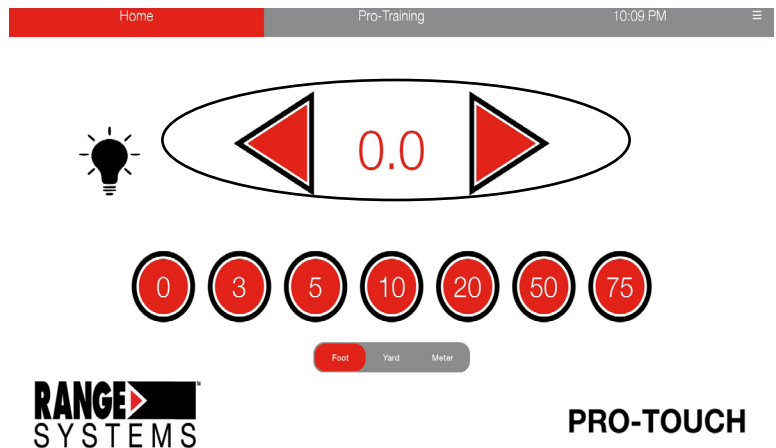 Home Pro-Training 10:09 PM
0.0
0 3 5 10 20 50 75
Foot Yard Meter
RANGE™
SYSTEMS
PRO-TOUCH